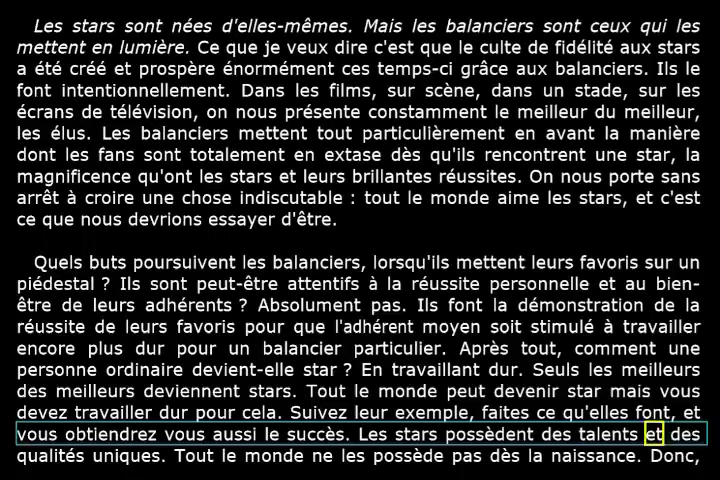 Les stars sont nées d'elles-mêmes. Mais les balanciers sont ceux qui les
mettent en lumière. Ce que je veux dire c'est que le culte de fidélité aux stars
a été créé et prospère énormément ces temps-ci grâce aux balanciers. Ils le
font intentionnellement. Dans les films, sur scène, dans un stade, sur les
écrans de télévision, on nous présente constamment le meilleur du meilleur,
les élus. Les balanciers mettent tout particulièrement en avant la manière
dont les fans sont totalement en extase dès qu'ils rencontrent une star, la
magnificence qu'ont les stars et leurs brillantes réussites. On nous porte sans
arrêt à croire une chose indiscutable : tout le monde aime les stars, et c'est
ce que nous devrions essayer d'être.
Quels buts poursuivent les balanciers, lorsqu'ils mettent leurs favoris sur un
piédestal ? Ils sont peut-être attentifs à la réussite personnelle et au bien-
être de leurs adhérents ? Absolument pas. Ils font la démonstration de la
réussite de leurs favoris pour que l'adhérent moyen soit stimulé à travailler
encore plus dur pour un balancier particulier. Après tout, comment une
personne ordinaire devient-elle star ? En travaillant dur. Seuls les meilleurs
des meilleurs deviennent stars. Tout le monde peut devenir star mais vous
devez travailler dur pour cela. Suivez leur exemple, faites ce qu'elles font, et
vous obtiendrez vous aussi le succès. Les stars possèdent des talents et des
qualités uniques. Tout le monde ne les possède pas dès la naissance. Donc,